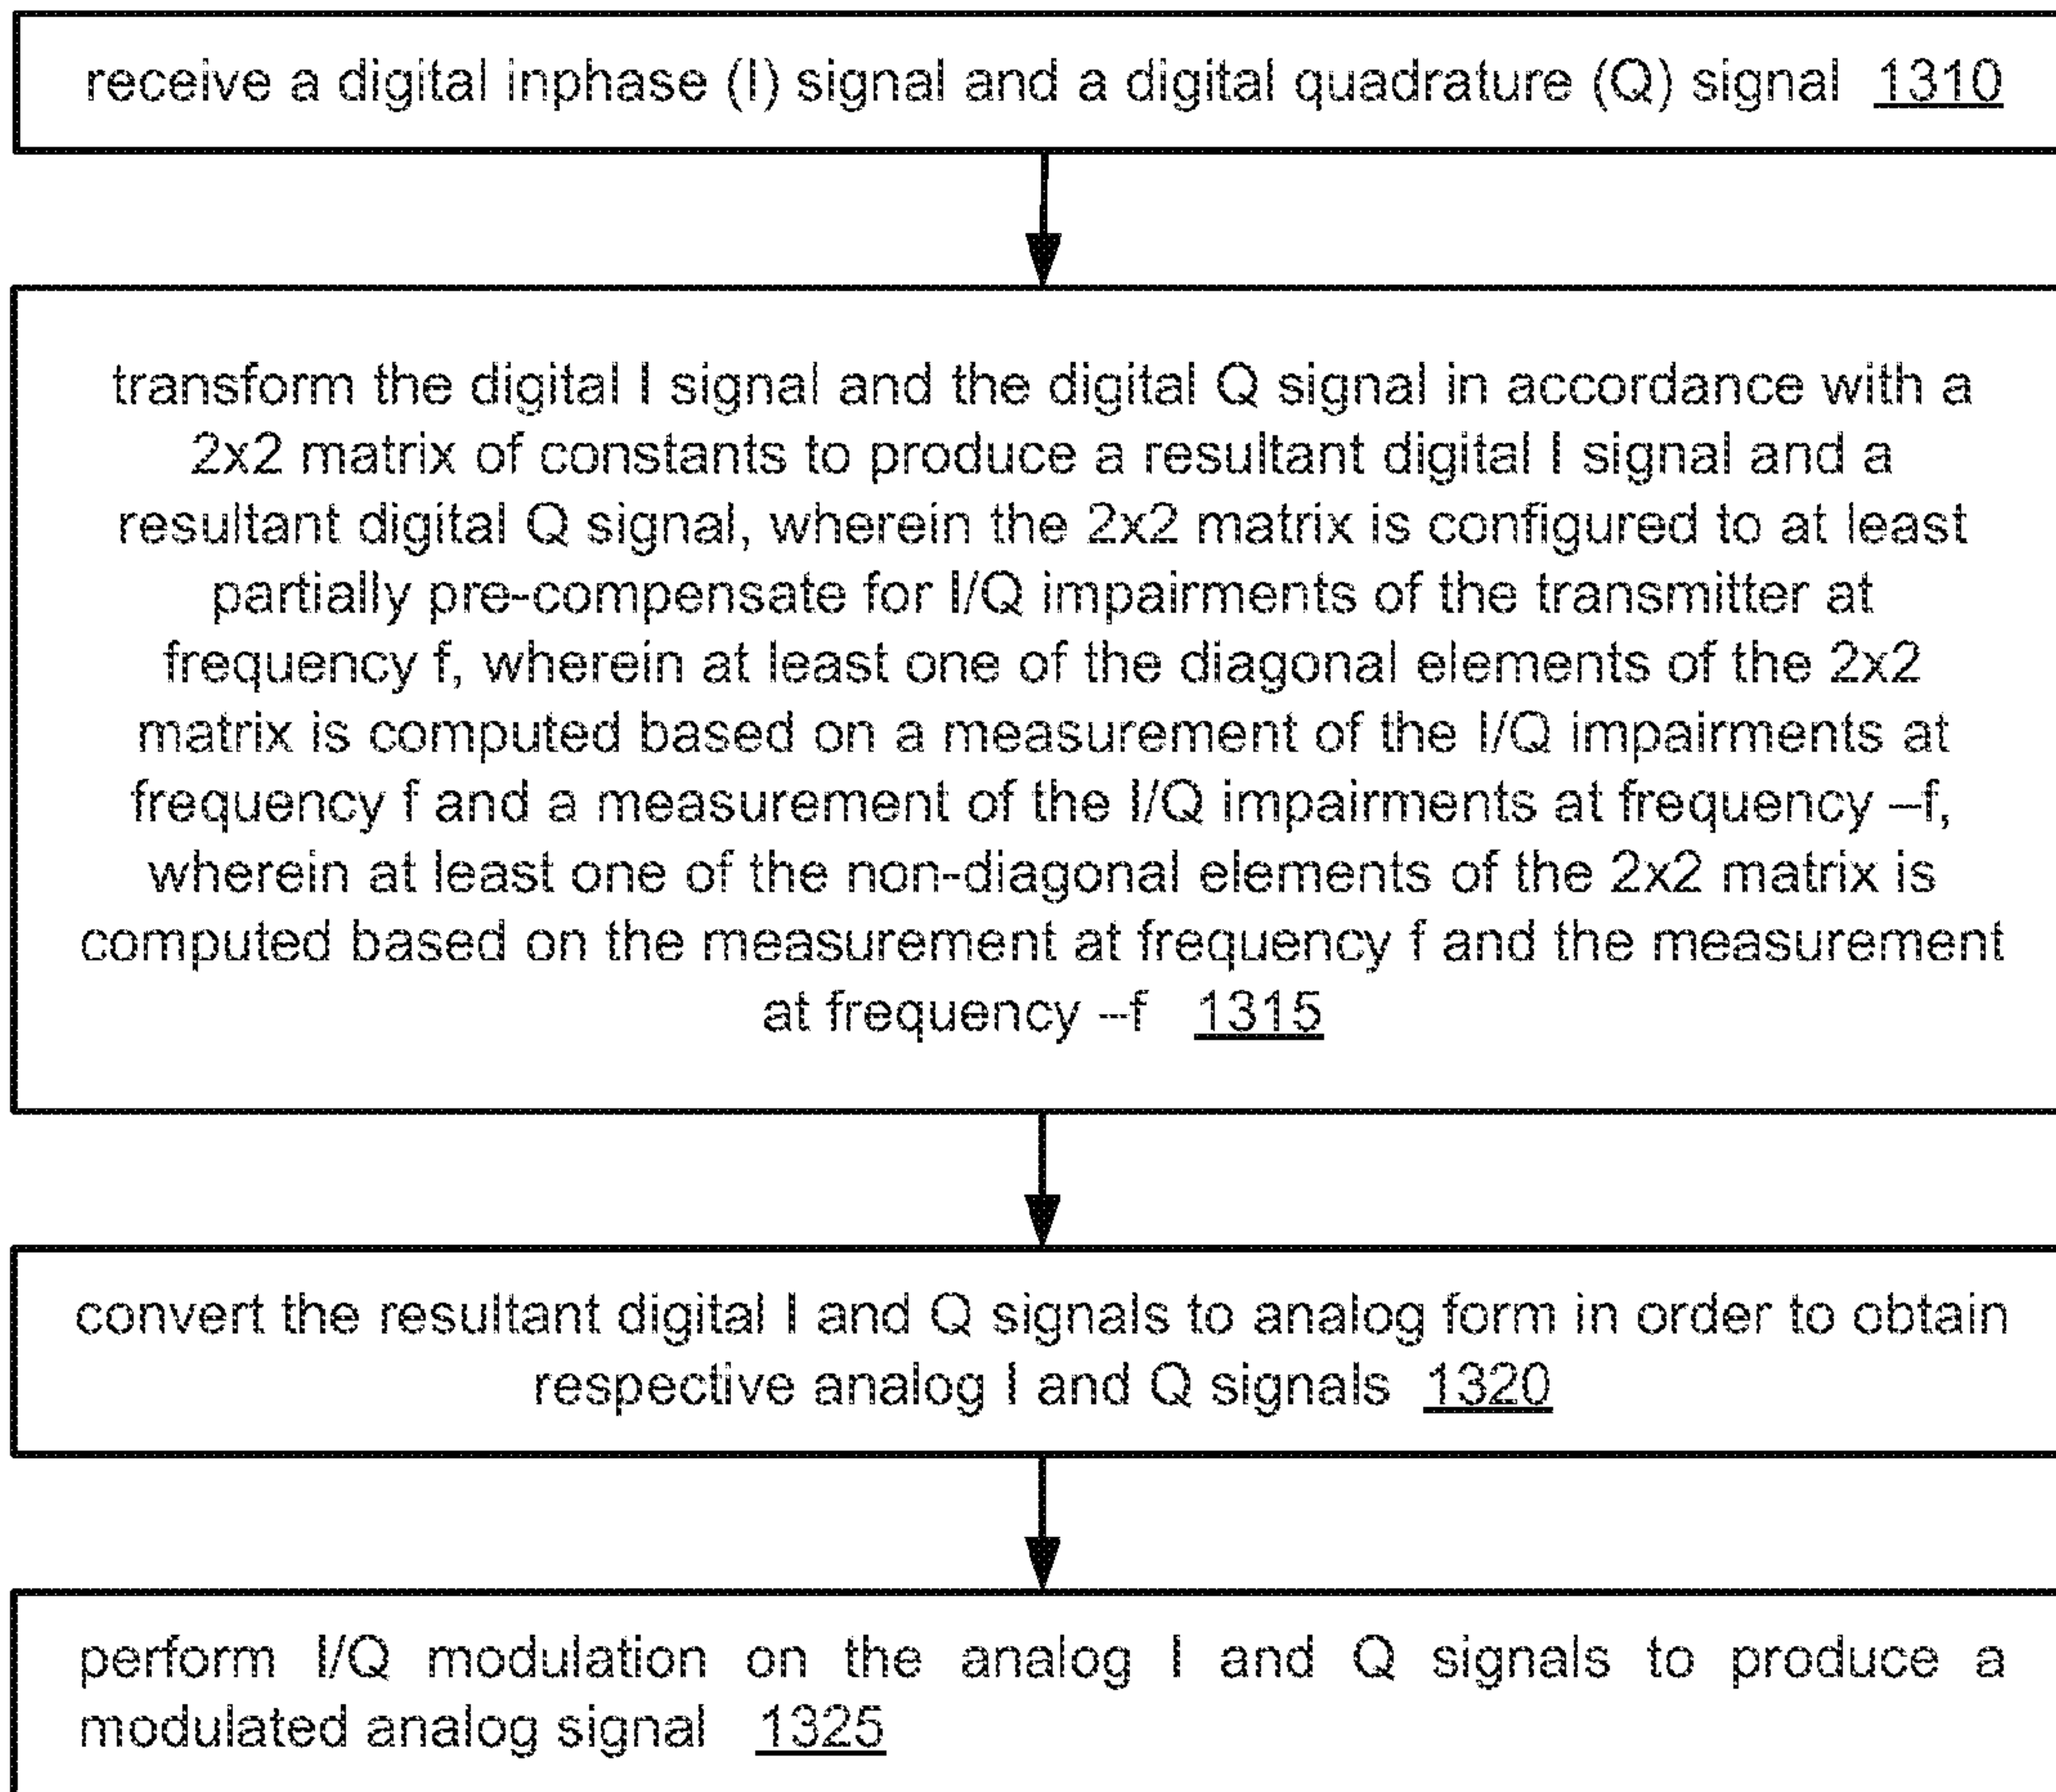 receive a digital inphase (I) signal and a digital quadrature (Q) signal 1310
transform the digital I signal and the digital Q signal in accordance with a
2x2 matrix of constants to produce a resultant digital I signal and a
resultant digital Q signal, wherein the 2x2 matrix is configured to at least
partially pre-compensate for I/Q impairments of the transmitter at
frequency f, wherein at least one of the diagonal elements of the 2x2
matrix is computed based on a measurement of the I/Q impairments at
frequency f and a measurement of the I/Q impairments at frequency –f,
wherein at least one of the non-diagonal elements of the 2x2 matrix is
computed based on the measurement at frequency f and the measurement
at frequency –f 1315
convert the resultant digital I and Q signals to analog form in order to obtain
respective analog I and Q signals 1320
perform I/Q modulation on the analog I and Q signals to produce a
modulated analog signal 1325